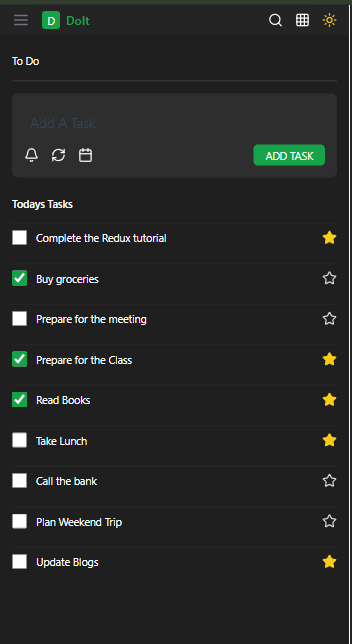 D DoIt
To Do
Add A Task
ADD TASK
Todays Tasks
Complete the Redux tutorial
Buy groceries
Prepare for the meeting
Prepare for the Class
Read Books
Take Lunch
Call the bank
Plan Weekend Trip
Update Blogs